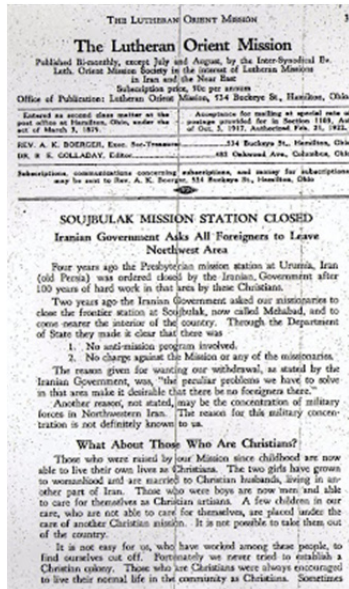 THE LUTHERAN ORIENT MISSION
The Lutheran Orient Mission
Published Bi-monthly, except July and August, by the Inter-Synodical Ev.
Luth. Orient Mission Society in the interest of Lutheran Missions
in Iran and the Near East
Subscription price, 50c per annum
Office of Publication: Lutheran Orient Mission, 534 Buckeye St., Hamilton, Ohio
Entered as second class matter at the
post office at Hamilton, Ohio, under the
act of March 3, 1879.
Acceptance for mailing at special rate of
postage provided for in Section 1103, Act
of Oct. 3, 1917, Authorized Feb. 21, 1922.
REV. A. K. BOERGER, Exec. Sec-Treasurer 534 Buckeye St., Hamilton, Ohio
DR. B. E. GOLLADAY, Editor 482 Oakwood Ave., Columbus, Ohio
Subscriptions, communications concerning subscriptions, and money for subscriptions
may be sent to Rev. A. K. Boerger, 534 Buckeye St., Hamilton, Ohio
SOUJBULAK MISSION STATION CLOSED
Iranian Government Asks All Foreigners to Leave
Northwest Area
Four years ago the Presbyterian mission station at Urumia, Iran
(old Persia) was ordered closed by the Iranian Government after
100 years of hard work in that area by these Christians.
Two years ago the Iranian Government asked our missionaries to
close the frontier station at Soujbulak, now called Mehabad, and to
come nearer the interior of the country. Through the Department
of State they made it clear that there was
1. No anti-mission program involved.
2. No charge against the Mission or any of the missionaries.
The reason given for wanting our withdrawal, as stated by the
Iranian Government, was, "the peculiar problems we have to solve
in that area make it desirable that there be no foreigners there."
Another reason, not stated, may be the concentration of military
forces in Northwestern Iran. The reason for this military concen-
tration is not definitely known to us.
What About Those Who Are Christians?
Those who were raised by our Mission since childhood are now
able to live their own lives as Christians. The two girls have grown
to womanhood and are married to Christian husbands, living in an-
other part of Iran. Those who were boys are now men and able
to care for themselves as Christian artisans. A few children in our
care, who are not able to care for themselves, are placed under the
care of another Christian mission. It is not possible to take them out
of the country.
It is not easy for us, who have worked among these people, to
find ourselves cut off. Fortunately we never tried to establish a
Christian colony. Those who are Christians were always encouraged
to live their normal life in the community as Christians. Sometimes